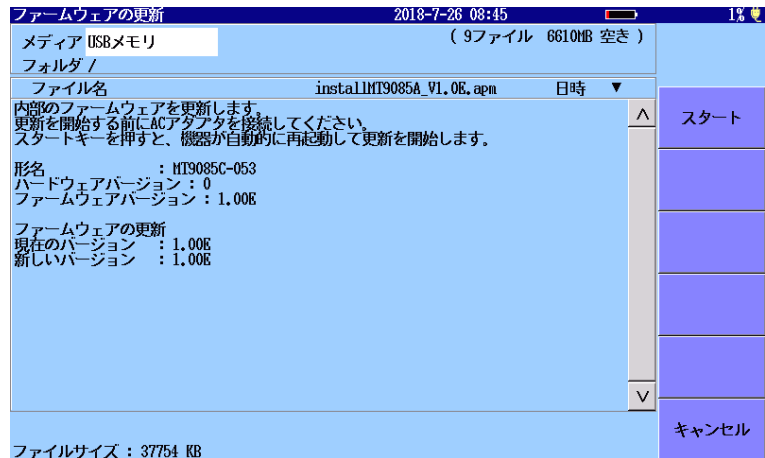 ファームウェアの更新 2018-7-26 08:45 1%
メディア USBメモリ ( 9ファイル 6610MB 空き )
フォルダ /
ファイル名 installMT9085A_V1.0E.apm 日時 ▼
内部のファームウェアを更新します。
更新を開始する前にACアダプタを接続してください。
スタートキーを押すと、機器が自動的に再起動して更新を開始します。
形名 : MT9085C-053
ハードウェアバージョン : 0
ファームウェアバージョン : 1.00E
ファームウェアの更新
現在のバージョン : 1.00E
新しいバージョン : 1.00E
ファイルサイズ : 37754 KB
スタート
キャンセル